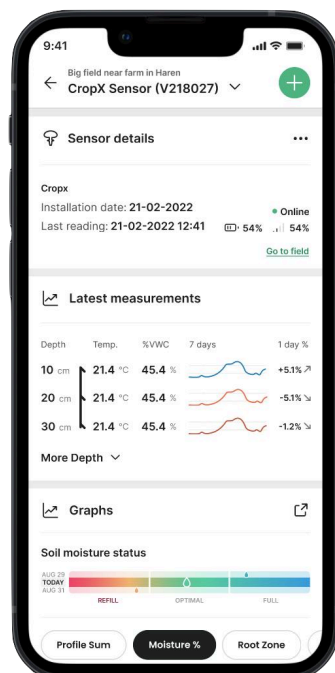 9:41
Big field near farm in Haren
CropX Sensor (V218027)
Sensor details
Cropx
Installation date: 21-02-2022
Online
Last reading: 21-02-2022 12:41
54% 54%
Go to field
Latest measurements
Depth Temp. %VWC 7 days 1 day %
10 cm 21.4 °C 45.4 % +5.1%
20 cm 21.4 °C 45.4 % -5.1%
30 cm 21.4 °C 45.4 % -1.2%
More Depth
Graphs
Soil moisture status
AUG 29
TODAY
AUG 31
REFILL OPTIMAL FULL
Profile Sum Moisture % Root Zone